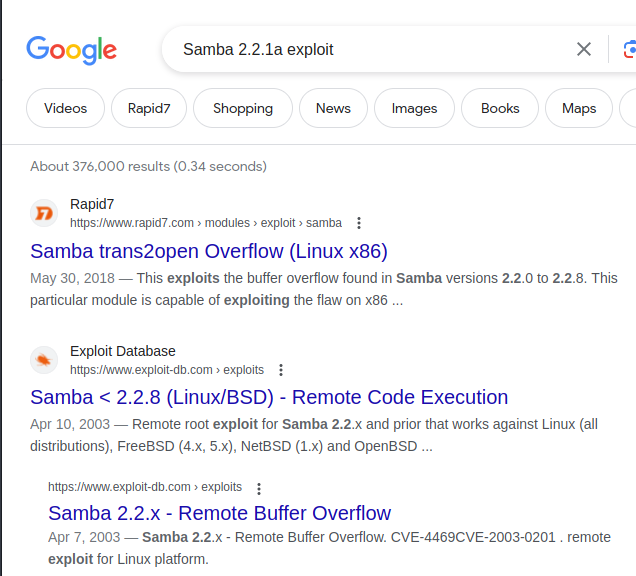 Google
Samba 2.2.1a exploit
Videos
Rapid7
Shopping
News
Images
Books
Maps
About 376,000 results (0.34 seconds)
Rapid7
https://www.rapid7.com › modules › exploit › samba
Samba trans2open Overflow (Linux x86)
May 30, 2018 — This exploits the buffer overflow found in Samba versions 2.2.0 to 2.2.8. This
particular module is capable of exploiting the flaw on x86 ...
Exploit Database
https://www.exploit-db.com › exploits
Samba < 2.2.8 (Linux/BSD) - Remote Code Execution
Apr 10, 2003 — Remote root exploit for Samba 2.2.x and prior that works against Linux (all
distributions), FreeBSD (4.x, 5.x), NetBSD (1.x) and OpenBSD ...
https://www.exploit-db.com › exploits
Samba 2.2.x - Remote Buffer Overflow
Apr 7, 2003 — Samba 2.2.x - Remote Buffer Overflow. CVE-4469CVE-2003-0201 . remote
exploit for Linux platform.